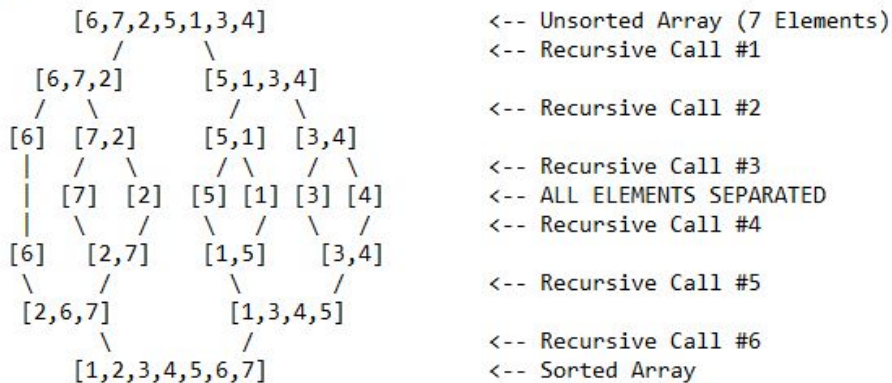 [6,7,2,5,1,3,4] <-- Unsorted Array (7 Elements)
/ \ <-- Recursive Call #1
[6,7,2] [5,1,3,4]
/ \ / \ <-- Recursive Call #2
[6] [7,2] [5,1] [3,4]
| / \ / \ / \ <-- Recursive Call #3
| [7] [2] [5] [1] [3] [4] <-- ALL ELEMENTS SEPARATED
| \ / \ / \ / <-- Recursive Call #4
[6] [2,7] [1,5] [3,4]
\ / \ / <-- Recursive Call #5
[2,6,7] [1,3,4,5]
\ / <-- Recursive Call #6
[1,2,3,4,5,6,7] <-- Sorted Array